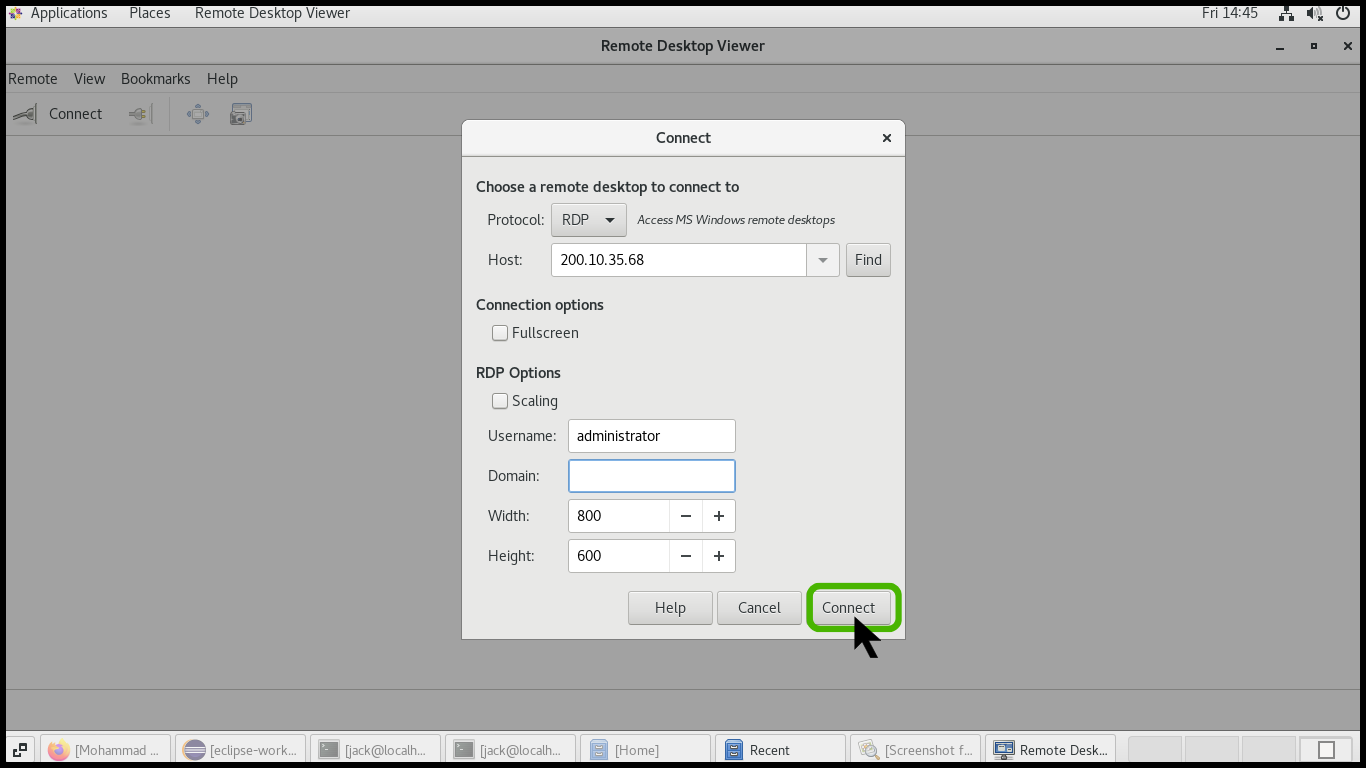 Applications Places Remote Desktop Viewer Fri 14:45
Remote Desktop Viewer
Remote View Bookmarks Help
Connect
Connect
Choose a remote desktop to connect to
Protocol: RDP Access MS Windows remote desktops
Host: 200.10.35.68 Find
Connection options
Fullscreen
RDP Options
Scaling
Username: administrator
Domain:
Width: 800
Height: 600
Help Cancel Connect
[Mohammad ... [eclipse-work... [jack@localh... [jack@localh... [Home] Recent [Screenshot f... Remote Desk...